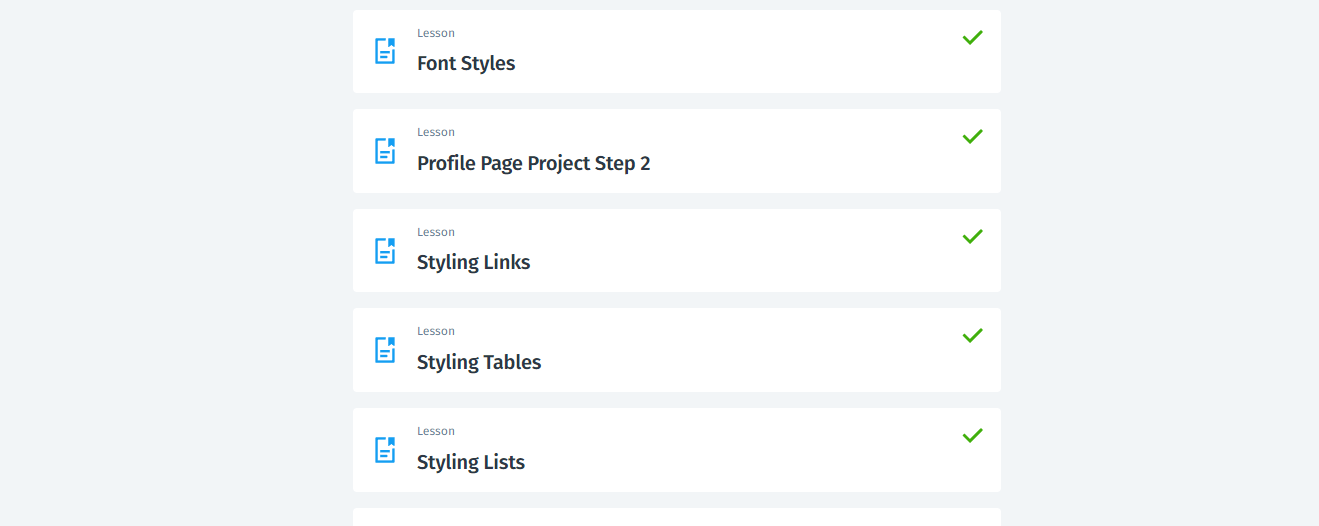 Lesson
Font Styles
Lesson
Profile Page Project Step 2
Lesson
Styling Links
Lesson
Styling Tables
Lesson
Styling Lists